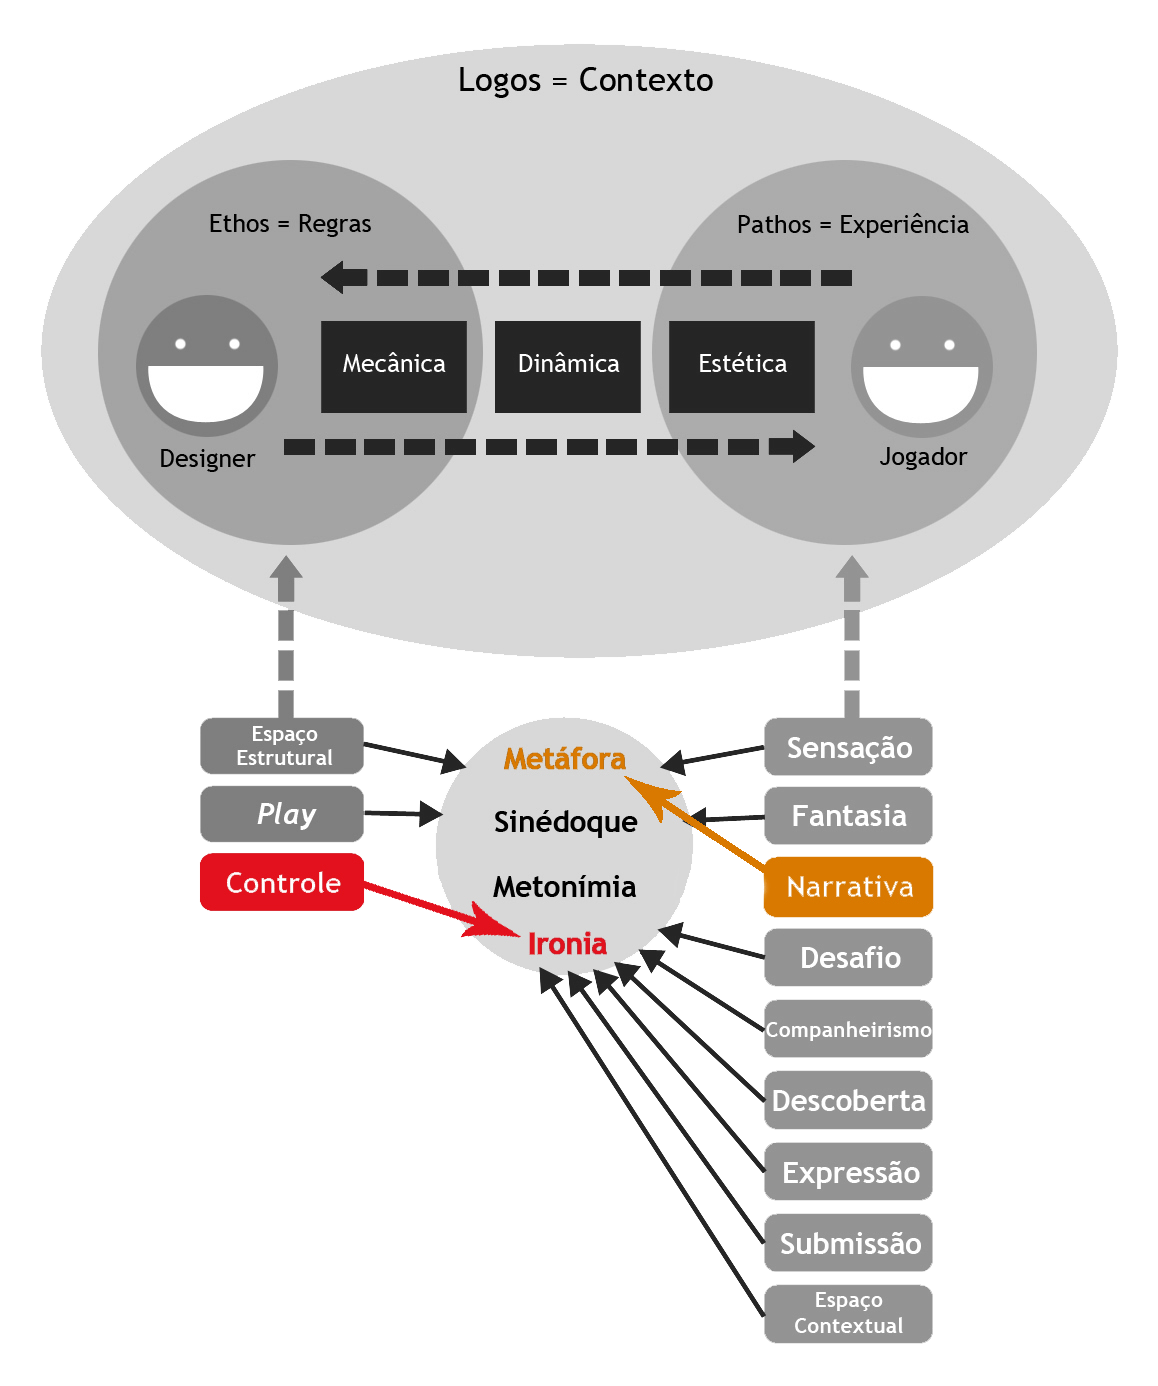 Logos = Contexto
Ethos = Regras
Pathos = Experiência
Mecânica
Dinâmica
Estética
Designer
Jogador
Espaço
Estrutural
Play
Controle
Metáfora
Sinédoque
Metonímia
Ironia
Sensação
Fantasia
Narrativa
Desafio
Companheirismo
Descoberta
Expressão
Submissão
Espaço
Contextual